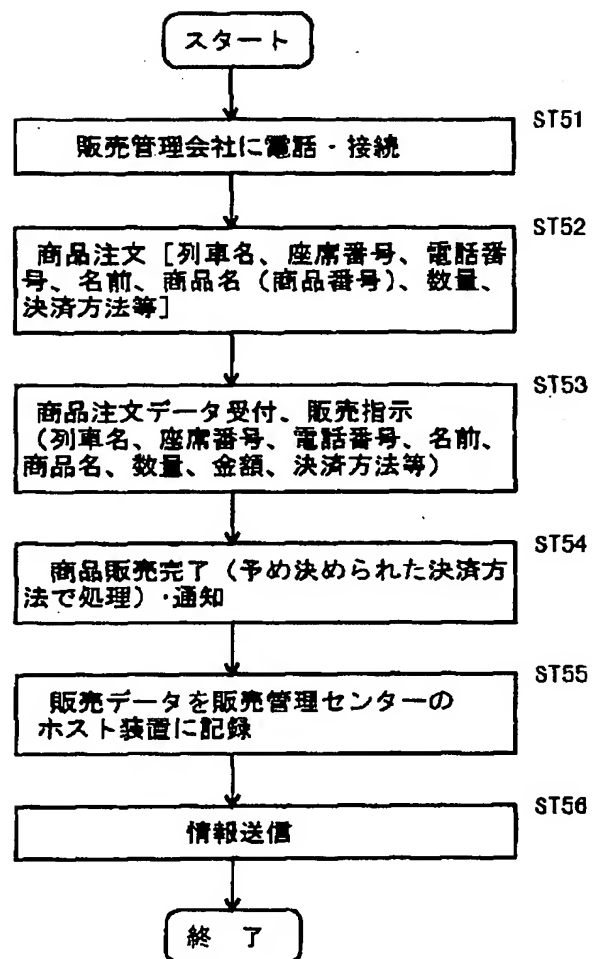 スタート
ST51
販売管理会社に電話・接続
ST52
商品注文［列車名、座席番号、電話番
号、名前、商品名（商品番号）、数量、
決済方法等］
ST53
商品注文データ受付、販売指示
（列車名、座席番号、電話番号、名前、
商品名、数量、金額、決済方法等）
ST54
商品販売完了（予め決められた決済方
法で処理）・通知
ST55
販売データを販売管理センターの
ホスト装置に記録
ST56
情報送信
終 了